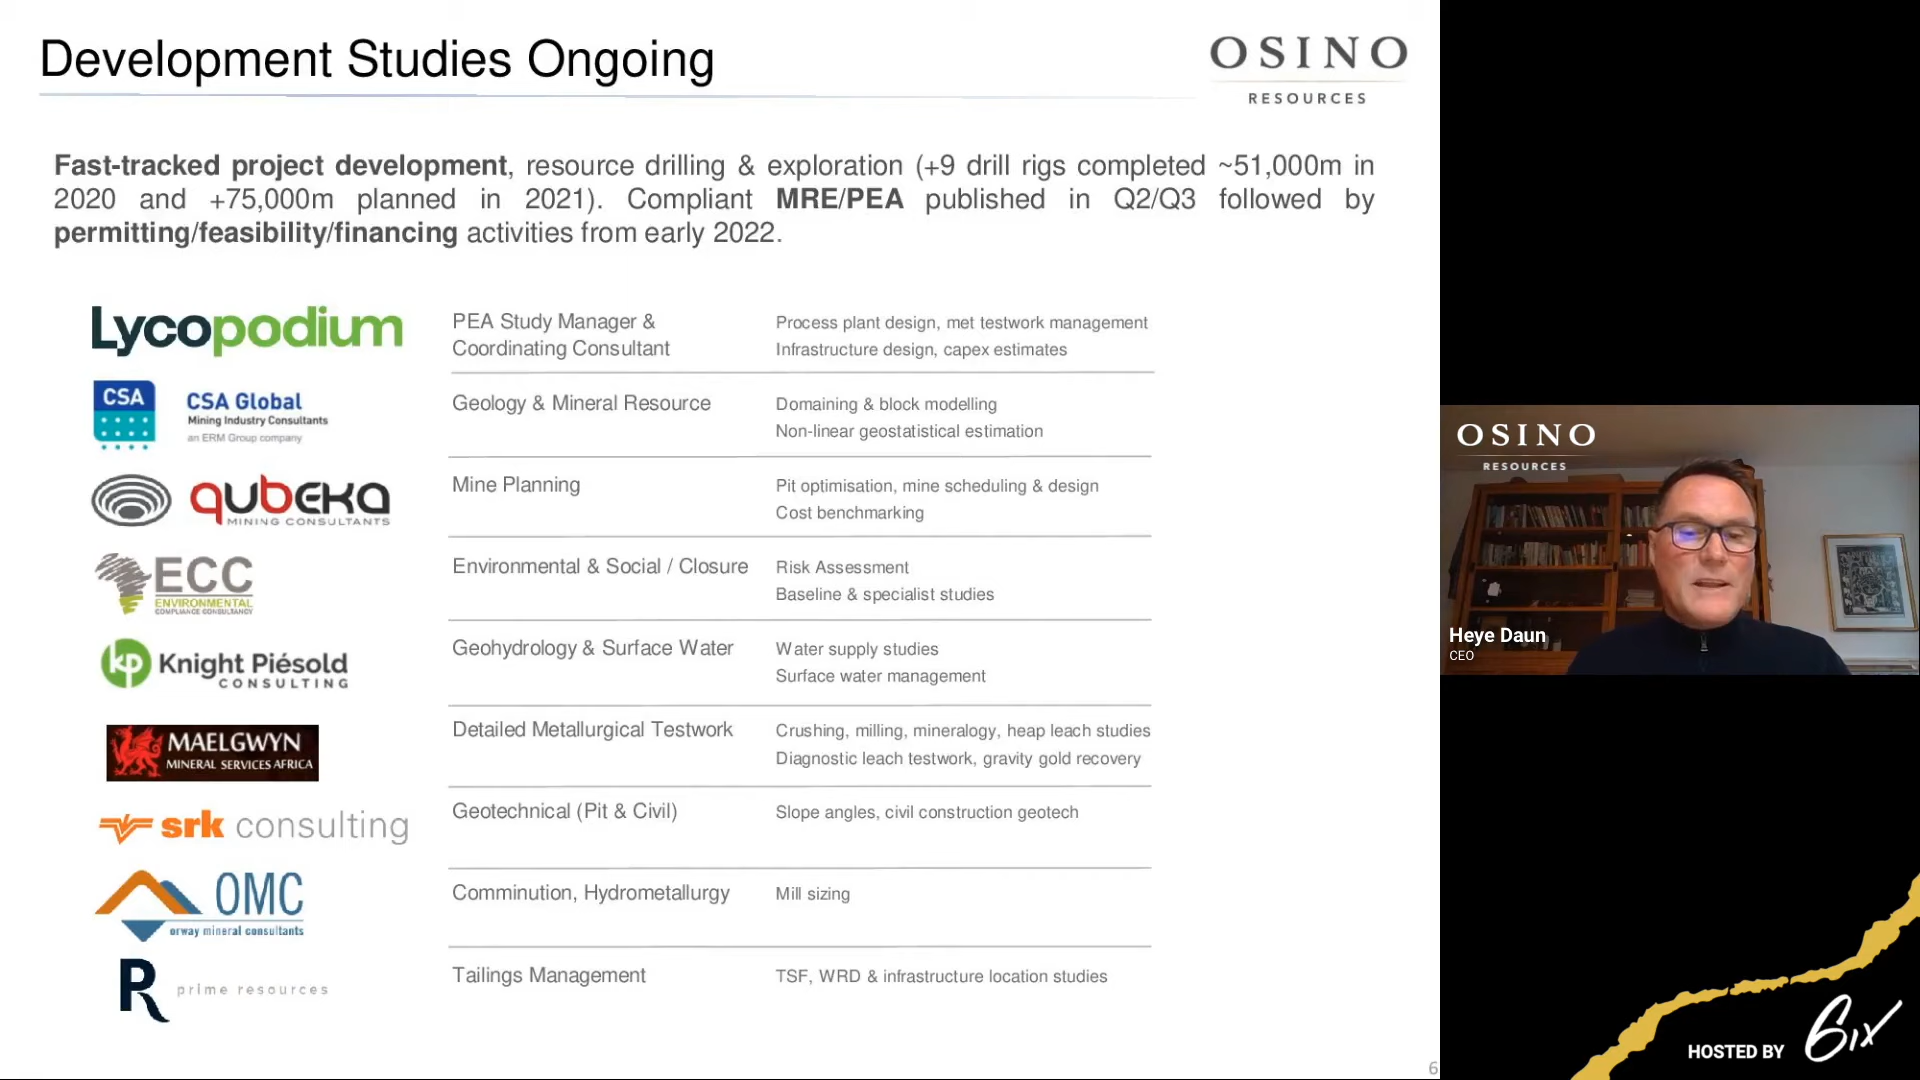 Development Studies Ongoing
OSINO
RESOURCES
Fast-tracked project development, resource drilling & exploration (+9 drill rigs completed ~51,000m in
2020 and +75,000m planned in 2021). Compliant MRE/PEA published in Q2/Q3 followed by
permitting/feasibility/financing activities from early 2022.
Lycopodium
PEA Study Manager &
Coordinating Consultant
Process plant design, met testwork management
Infrastructure design, capex estimates
CSA
CSA Global
Mining Industry Consultants
an ERM Group company
Geology & Mineral Resource
Domaining & block modelling
Non-linear geostatistical estimation
QUBEKA
MINING CONSULTANTS
Mine Planning
Pit optimisation, mine scheduling & design
Cost benchmarking
ECC
ENVIRONMENTAL
COMPLIANCE CONSULTANCY
Environmental & Social / Closure
Risk Assessment
Baseline & specialist studies
kp
Knight Piésold
CONSULTING
Geohydrology & Surface Water
Water supply studies
Surface water management
MAELGWYN
MINERAL SERVICES AFRICA
Detailed Metallurgical Testwork
Crushing, milling, mineralogy, heap leach studies
Diagnostic leach testwork, gravity gold recovery
srk consulting
Geotechnical (Pit & Civil)
Slope angles, civil construction geotech
OMC
orway mineral consultants
Comminution, Hydrometallurgy
Mill sizing
R
prime resources
Tailings Management
TSF, WRD & infrastructure location studies
6
OSINO
RESOURCES
Heye Daun
CEO
HOSTED BY
6ix